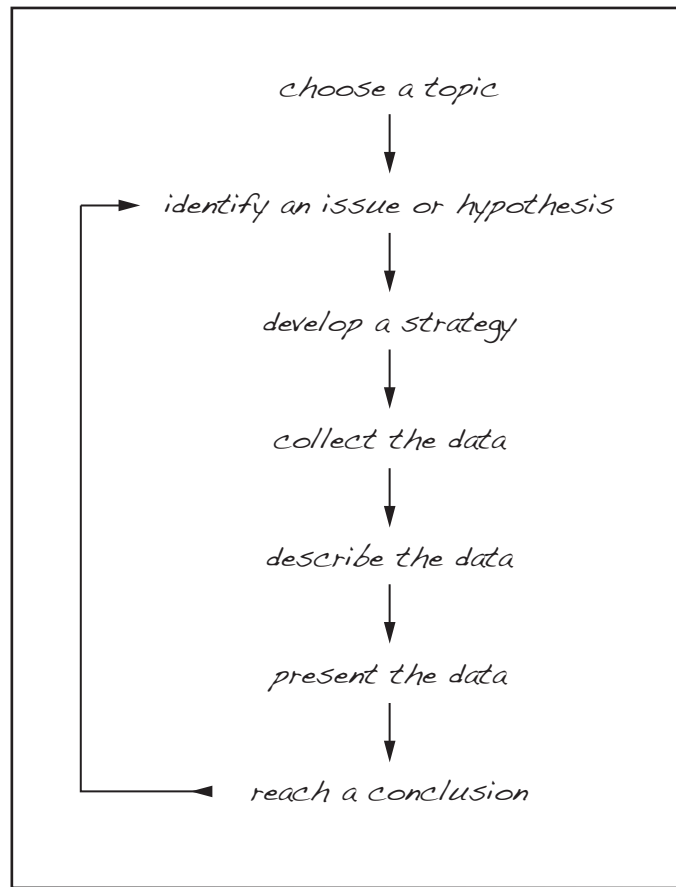 choose a topic
identify an issue or hypothesis
develop a strategy
collect the data
describe the data
present the data
reach a conclusion